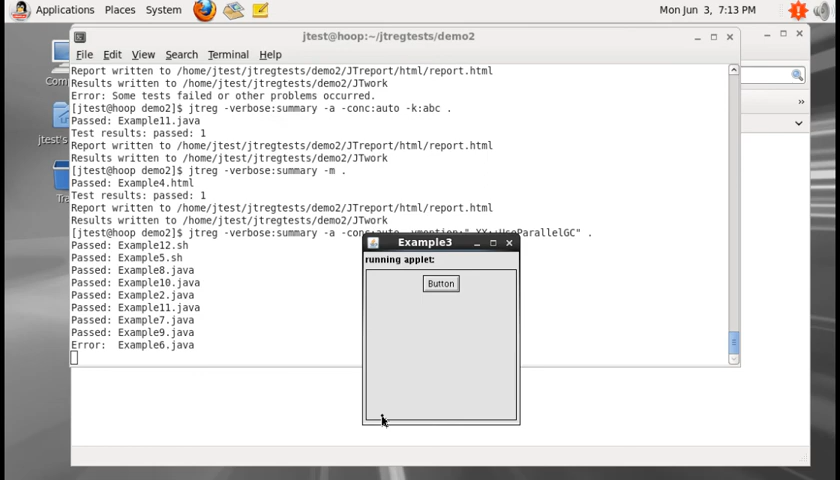 Applications Places System
Mon Jun 3, 7:13 PM
jtest@hoop:~/jtregtests/demo2
File Edit View Search Terminal Help
Report written to /home/jtest/jtregtests/demo2/JTreport/html/report.html
Results written to /home/jtest/jtregtests/demo2/JTwork
Error: Some tests failed or other problems occurred.
[jtest@hoop demo2]$ jtreg -verbose:summary -a -conc:auto -k:abc .
Passed: Example11.java
Test results: passed: 1
Report written to /home/jtest/jtregtests/demo2/JTreport/html/report.html
Results written to /home/jtest/jtregtests/demo2/JTwork
[jtest@hoop demo2]$ jtreg -verbose:summary -m .
Passed: Example4.html
Test results: passed: 1
Report written to /home/jtest/jtregtests/demo2/JTreport/html/report.html
Results written to /home/jtest/jtregtests/demo2/JTwork
[jtest@hoop demo2]$ jtreg -verbose:summary -a -conc:auto .
Passed: Example12.sh
Passed: Example5.sh
Passed: Example8.java
Passed: Example10.java
Passed: Example2.java
Passed: Example11.java
Passed: Example7.java
Passed: Example9.java
Error: Example6.java
Example3
running applet:
Button
Com
jtest's
Tra